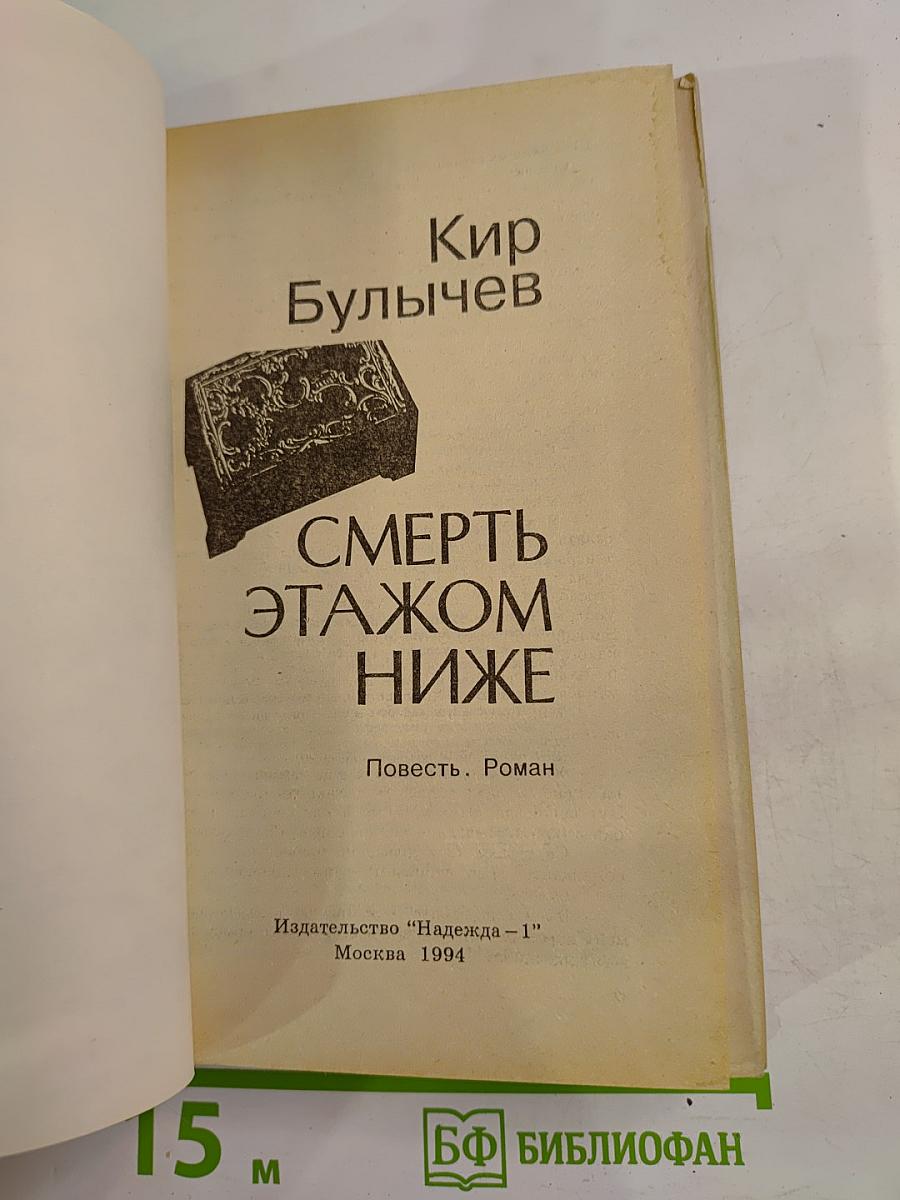 Кир
Булычев
СМЕРТЬ
ЭТАЖОМ
НИЖЕ
Повесть. Роман
Издательство “Надежда – 1”
Москва 1994
15 м
БФ БИБЛИОФАН